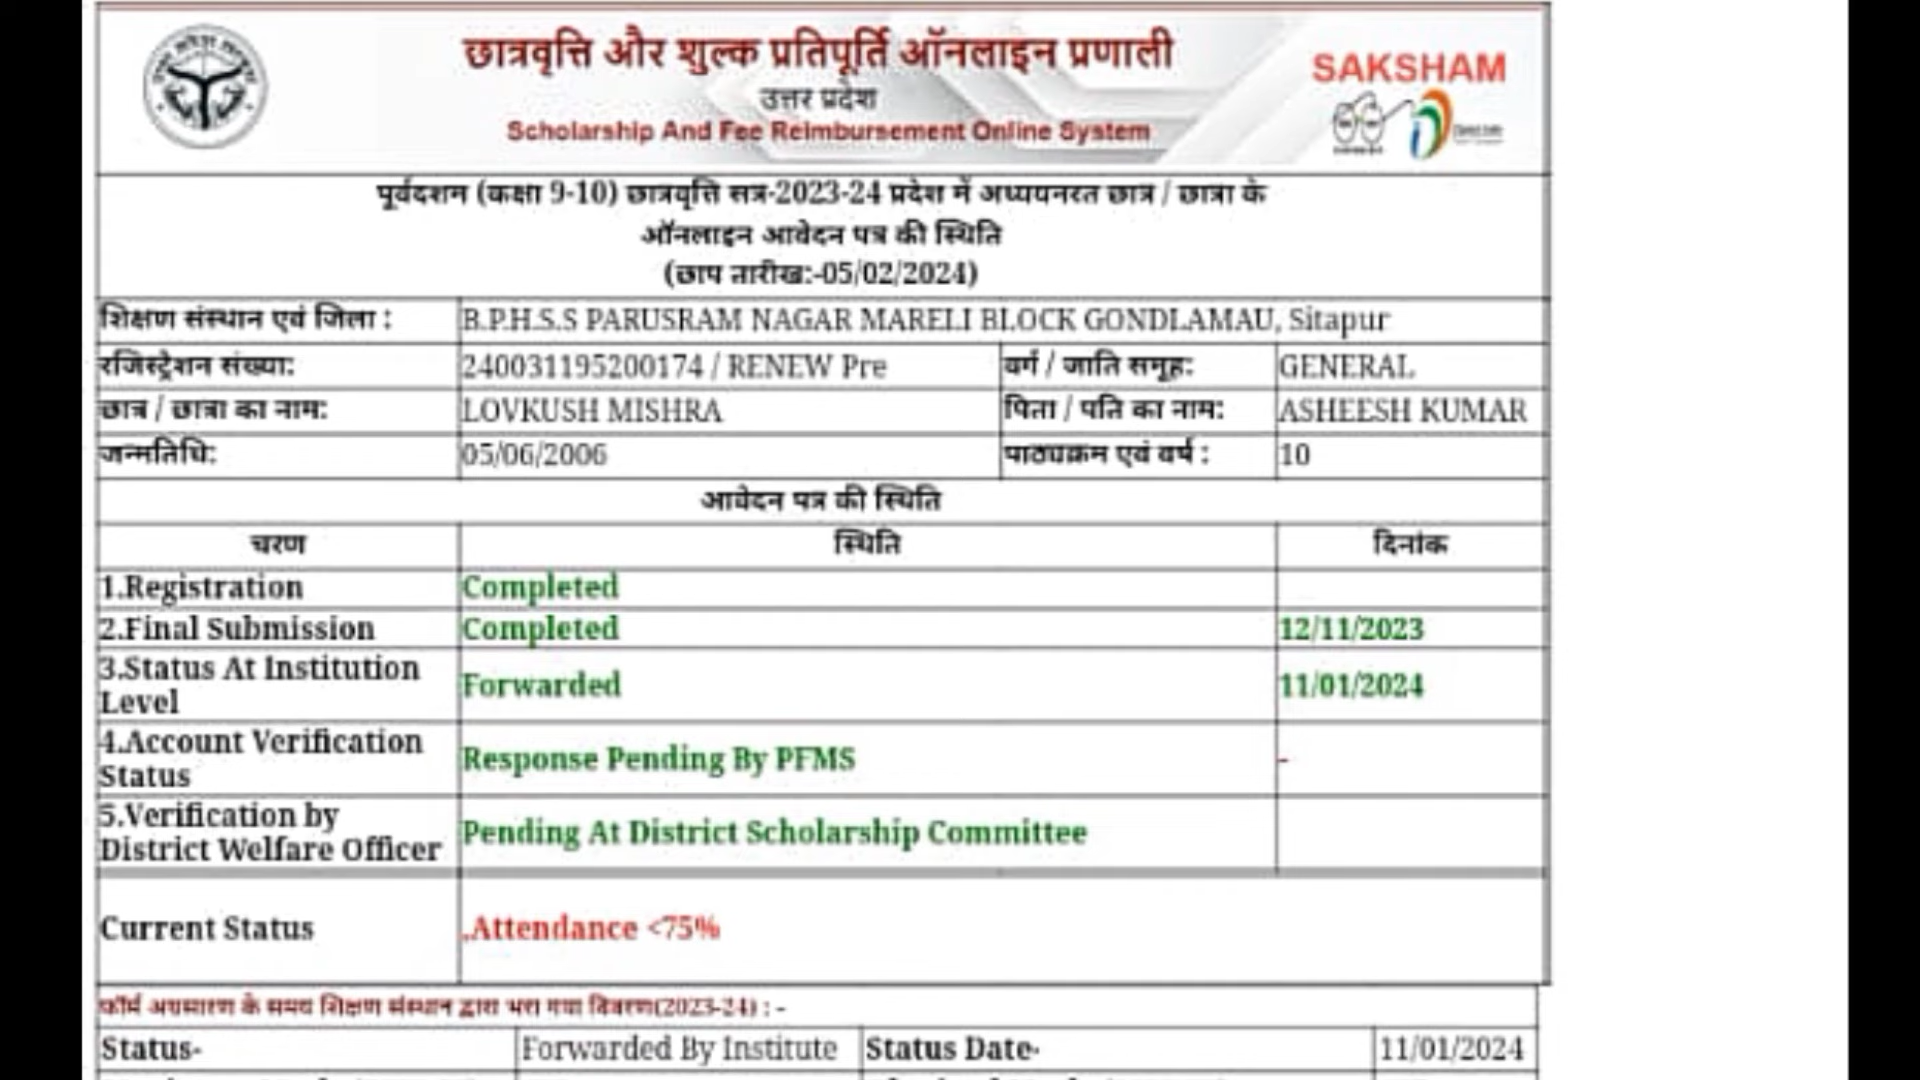 छात्रवृत्ति और शुल्क प्रतिपूर्ति ऑनलाइन प्रणाली
SAKSHAM
उत्तर प्रदेश
Scholarship And Fee Reimbursement Online System
पूर्वदशम (कक्षा 9-10) छात्रवृत्ति सत्र-2023-24 प्रदेश में अध्ययनरत छात्र / छात्रा के
ऑनलाइन आवेदन पत्र की स्थिति
(छाप तारीख:-05/02/2024)
शिक्षण संस्थान एवं जिला : B.P.H.S.S PARUSRAM NAGAR MARELI BLOCK GONDLAMAU, Sitapur
रजिस्ट्रेशन संख्या: 240031195200174 / RENEW Pre वर्ग / जाति समूह: GENERAL
छात्र / छात्रा का नाम: LOVKUSH MISHRA पिता / पति का नाम: ASHEESH KUMAR
जन्मतिथि: 05/06/2006 पाठ्यक्रम एवं वर्ष : 10
आवेदन पत्र की स्थिति
चरण स्थिति दिनांक
1.Registration Completed
2.Final Submission Completed 12/11/2023
3.Status At Institution
Level Forwarded 11/01/2024
4.Account Verification
Status Response Pending By PFMS -
5.Verification by
District Welfare Officer Pending At District Scholarship Committee
Current Status ,Attendance <75%
फॉर्म अग्रसारण के समय शिक्षण संस्थान द्वारा भरा गया विवरण(2023-24) : -
Status- Forwarded By Institute Status Date- 11/01/2024